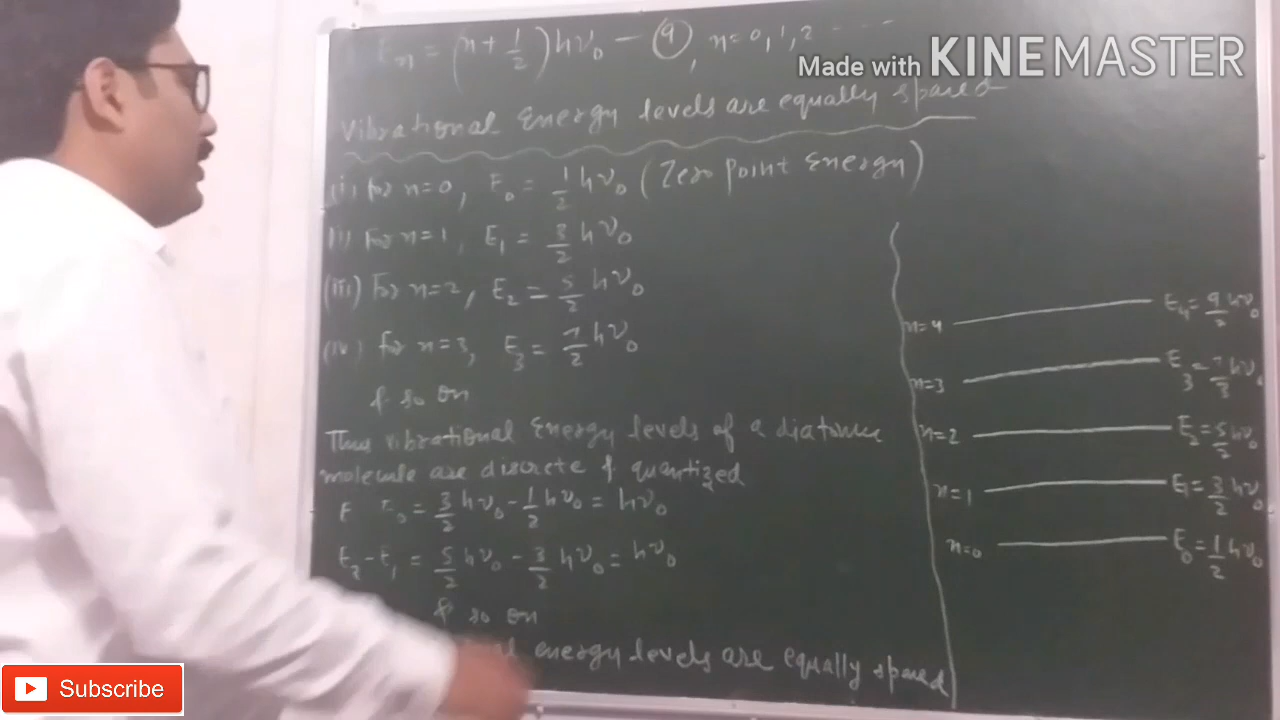 En = (n + 1/2) hν0 — (9), n = 0, 1, 2 ----
Made with KINEMASTER
Vibrational Energy levels are equally spaced
(i) for n=0, E0 = 1/2 hν0 (Zero point Energy)
(ii) For n=1, E1 = 3/2 hν0
(iii) For n=2, E2 = 5/2 hν0
(iv) for n=3, E3 = 7/2 hν0
& so on
Thus vibrational Energy levels of a diatomic
molecule are discrete & quantized
E0 = 3/2 hν0 - 1/2 hν0 = hν0
E2 - E1 = 5/2 hν0 - 3/2 hν0 = hν0
& so on
energy levels are equally spaced
n=4 E4 = 9/2 hν0
n=3 E3 = 7/3 hν0
n=2 E2 = 5/2 hν0
n=1 E1 = 3/2 hν0
n=0 E0 = 1/2 hν0
Subscribe